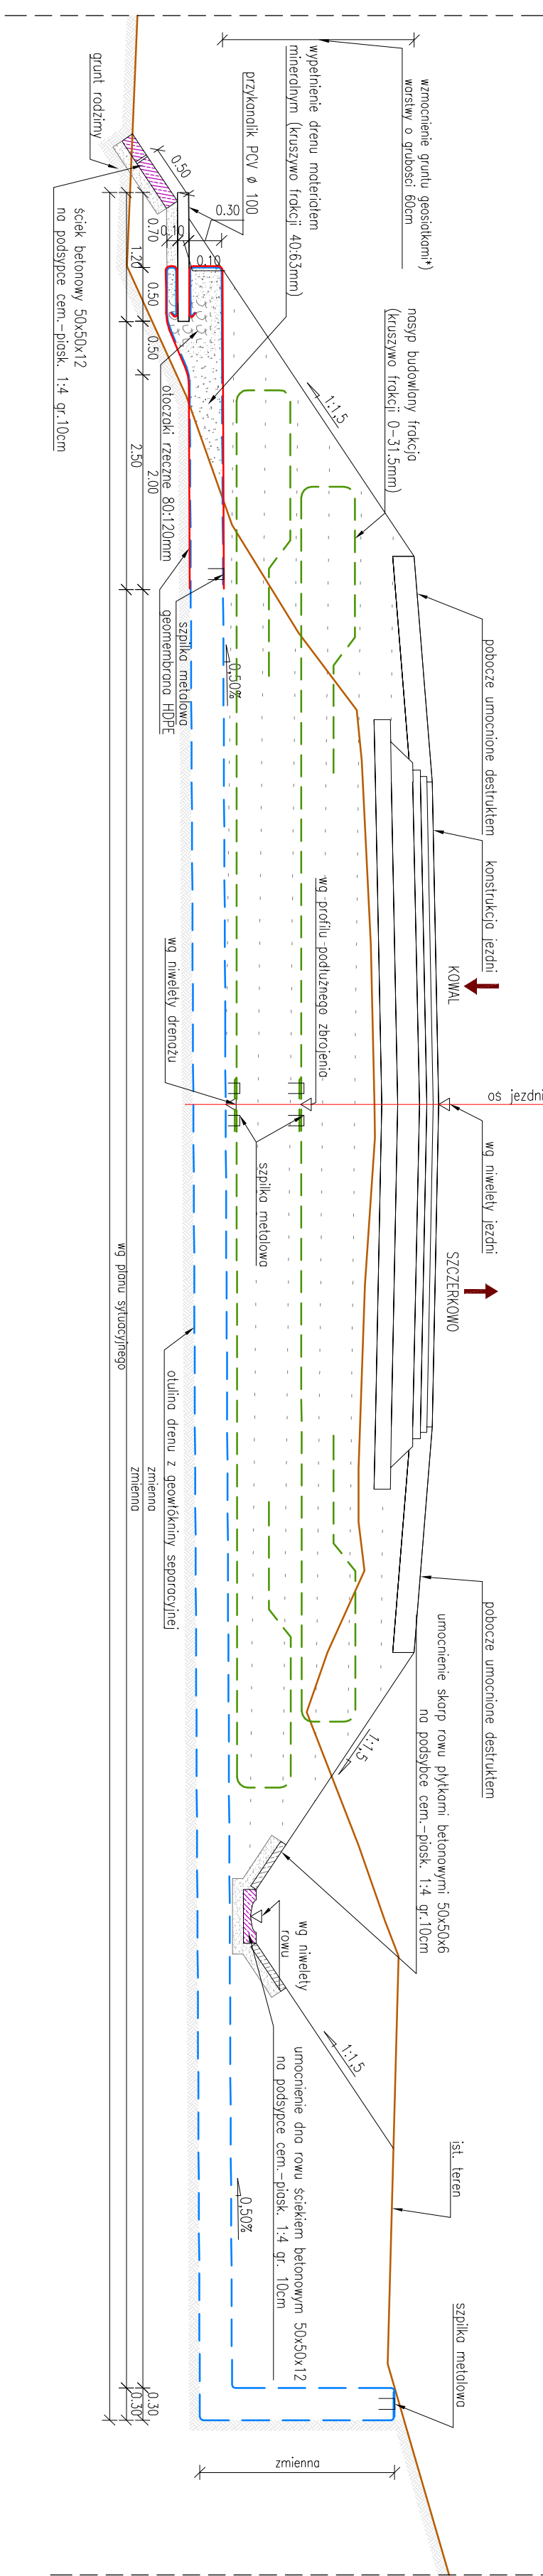 wzmocnienie gruntu geosiatkami*)
warstwy o grubości 60cm
wypełnienie drenu materiałem
mineralnym (kruszywo frakcji 40:63mm)
przykanalik PCV ø 100
grunt rodzimy
ściek betonowy 50x50x12
na podsypce cem.-piask. 1:4 gr.10cm
0.50
0.30
0.10
0.10
0.70
1.20
0.50
0.50
2.50
2.00
nasyp budowlany frakcja
(kruszywo frakcji 0-31.5mm)
1:1,5
otoczaki rzeczne 80:120mm
szpilka metalowa
geomembrana HDPE
0,50%
pobocze umocnione destruktem
konstrukcja jezdni
KOWAL
oś jezdni
wg niwelety jezdni
SZCZERKOWO
wg profilu podłużnego zbrojenia
wg niwelety drenażu
szpilka metalowa
wg planu sytuacyjnego
zmienna
zmienna
otulina drenu z geowłókniny separacyjnej
pobocze umocnione destruktem
umocnienie skarp rowu płytkami betonowymi 50x50x6
na podsybce cem.-piask. 1:4 gr.10cm
1:1,5
wg niwelety
rowu
1:1,5
umocnienie dna rowu ściekiem betonowym 50x50x12
na podsypce cem.-piask. 1:4 gr. 10cm
ist. teren
0,50%
szpilka metalowa
0.30
0.30
zmienna